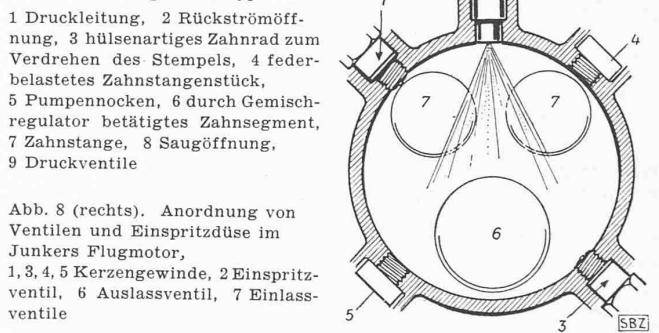 1 Druckleitung, 2 Rückströmöff-
nung, 3 hülsenartiges Zahnrad zum
Verdrehen des Stempels, 4 feder-
belastetes Zahnstangenstück,
5 Pumpennocken, 6 durch Gemisch-
regulator betätigtes Zahnsegment,
7 Zahnstange, 8 Saugöffnung,
9 Druckventile
Abb. 8 (rechts). Anordnung von
Ventilen und Einspritzdüse im
Junkers Flugmotor,
1, 3, 4, 5 Kerzengewinde, 2 Einspritz-
ventil, 6 Auslassventil, 7 Einlass-
ventile
4
7
7
6
5
3
SBZ